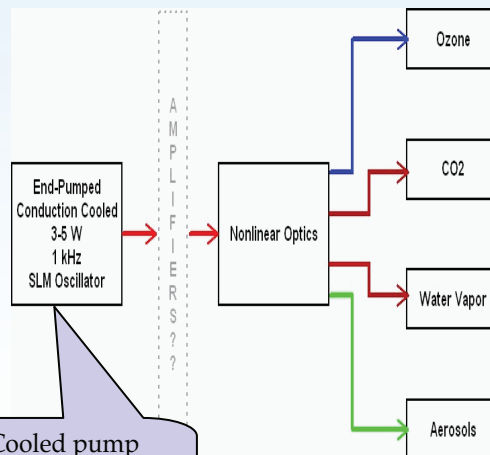 End-Pumped
Conduction Cooled
3-5 W
1 kHz
SLM Oscillator
AMPLIFIERS??
Nonlinear Optics
Ozone
CO2
Water Vapor
Aerosols
Cooled pump